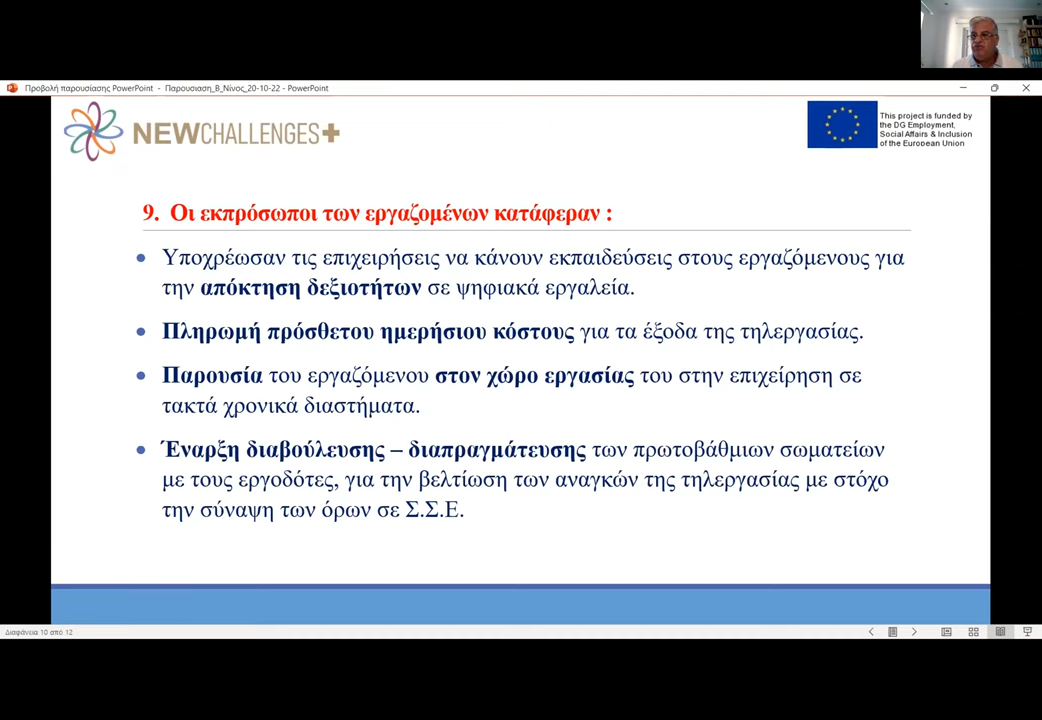 Προβολή παρουσίασης PowerPoint - Παρουσιαση_Β_Νίνος_20-10-22 - PowerPoint
NEWCHALLENGES+
This project is funded by
the DG Employment,
Social Affairs & Inclusion
of the European Union
9. Οι εκπρόσωποι των εργαζομένων κατάφεραν :
• Υποχρέωσαν τις επιχειρήσεις να κάνουν εκπαιδεύσεις στους εργαζόμενους για
την απόκτηση δεξιοτήτων σε ψηφιακά εργαλεία.
• Πληρωμή πρόσθετου ημερήσιου κόστους για τα έξοδα της τηλεργασίας.
• Παρουσία του εργαζόμενου στον χώρο εργασίας του στην επιχείρηση σε
τακτά χρονικά διαστήματα.
• Έναρξη διαβούλευσης – διαπραγμάτευσης των πρωτοβάθμιων σωματείων
με τους εργοδότες, για την βελτίωση των αναγκών της τηλεργασίας με στόχο
την σύναψη των όρων σε Σ.Σ.Ε.
Διαφάνεια 10 από 12